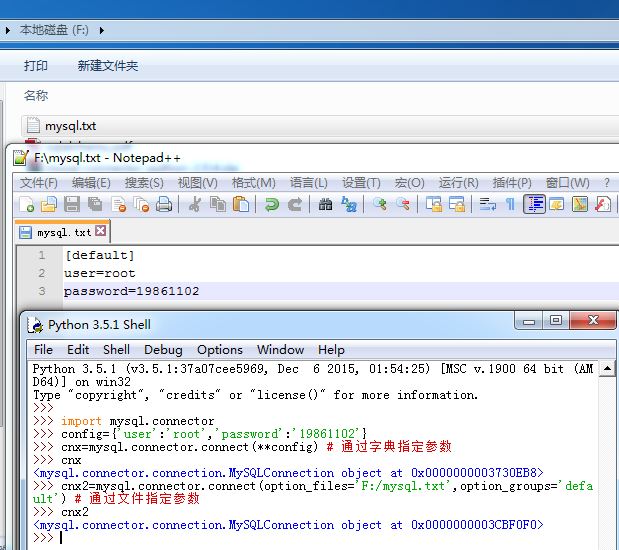 本地磁盘 (F:)
打印 新建文件夹
名称
mysql.txt
F:\mysql.txt - Notepad++
文件(F) 编辑(E) 搜索(S) 视图(V) 格式(M) 语言(L) 设置(T) 宏(O) 运行(R) 插件(P) 窗口(W) ?
mysql.txt
1 [default]
2 user=root
3 password=19861102
Python 3.5.1 Shell
File Edit Shell Debug Options Window Help
Python 3.5.1 (v3.5.1:37a07cee5969, Dec  6 2015, 01:54:25) [MSC v.1900 64 bit (AM
D64)] on win32
Type "copyright", "credits" or "license()" for more information.
>>>
>>> import mysql.connector
>>> config={'user':'root','password':'19861102'}
>>> cnx=mysql.connector.connect(**config) # 通过字典指定参数
>>> cnx
<mysql.connector.connection.MySQLConnection object at 0x0000000003730EB8>
>>> cnx2=mysql.connector.connect(option_files='F:/mysql.txt',option_groups='defa
ult') # 通过文件指定参数
>>> cnx2
<mysql.connector.connection.MySQLConnection object at 0x0000000003CBF0F0>
>>>